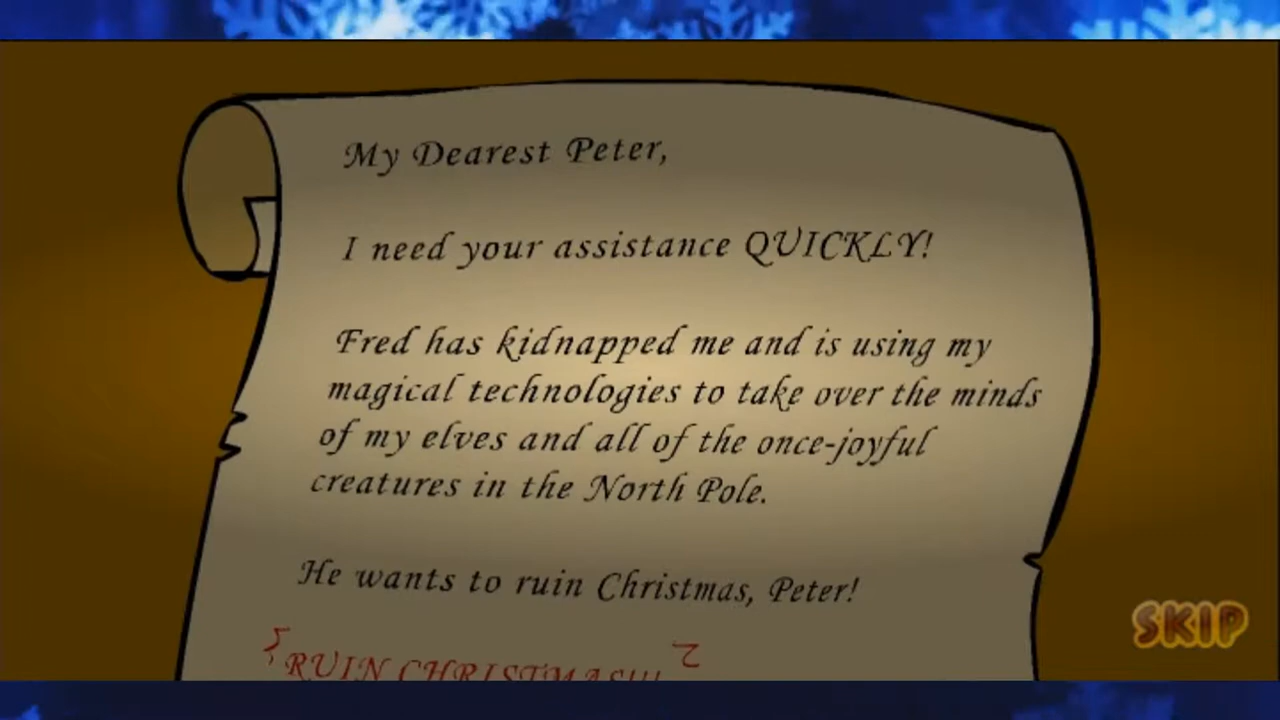 My Dearest Peter,
I need your assistance QUICKLY!
Fred has kidnapped me and is using my
magical technologies to take over the minds
of my elves and all of the once-joyful
creatures in the North Pole.
He wants to ruin Christmas, Peter!
RUIN CHRISTMAS!!!
SKIP